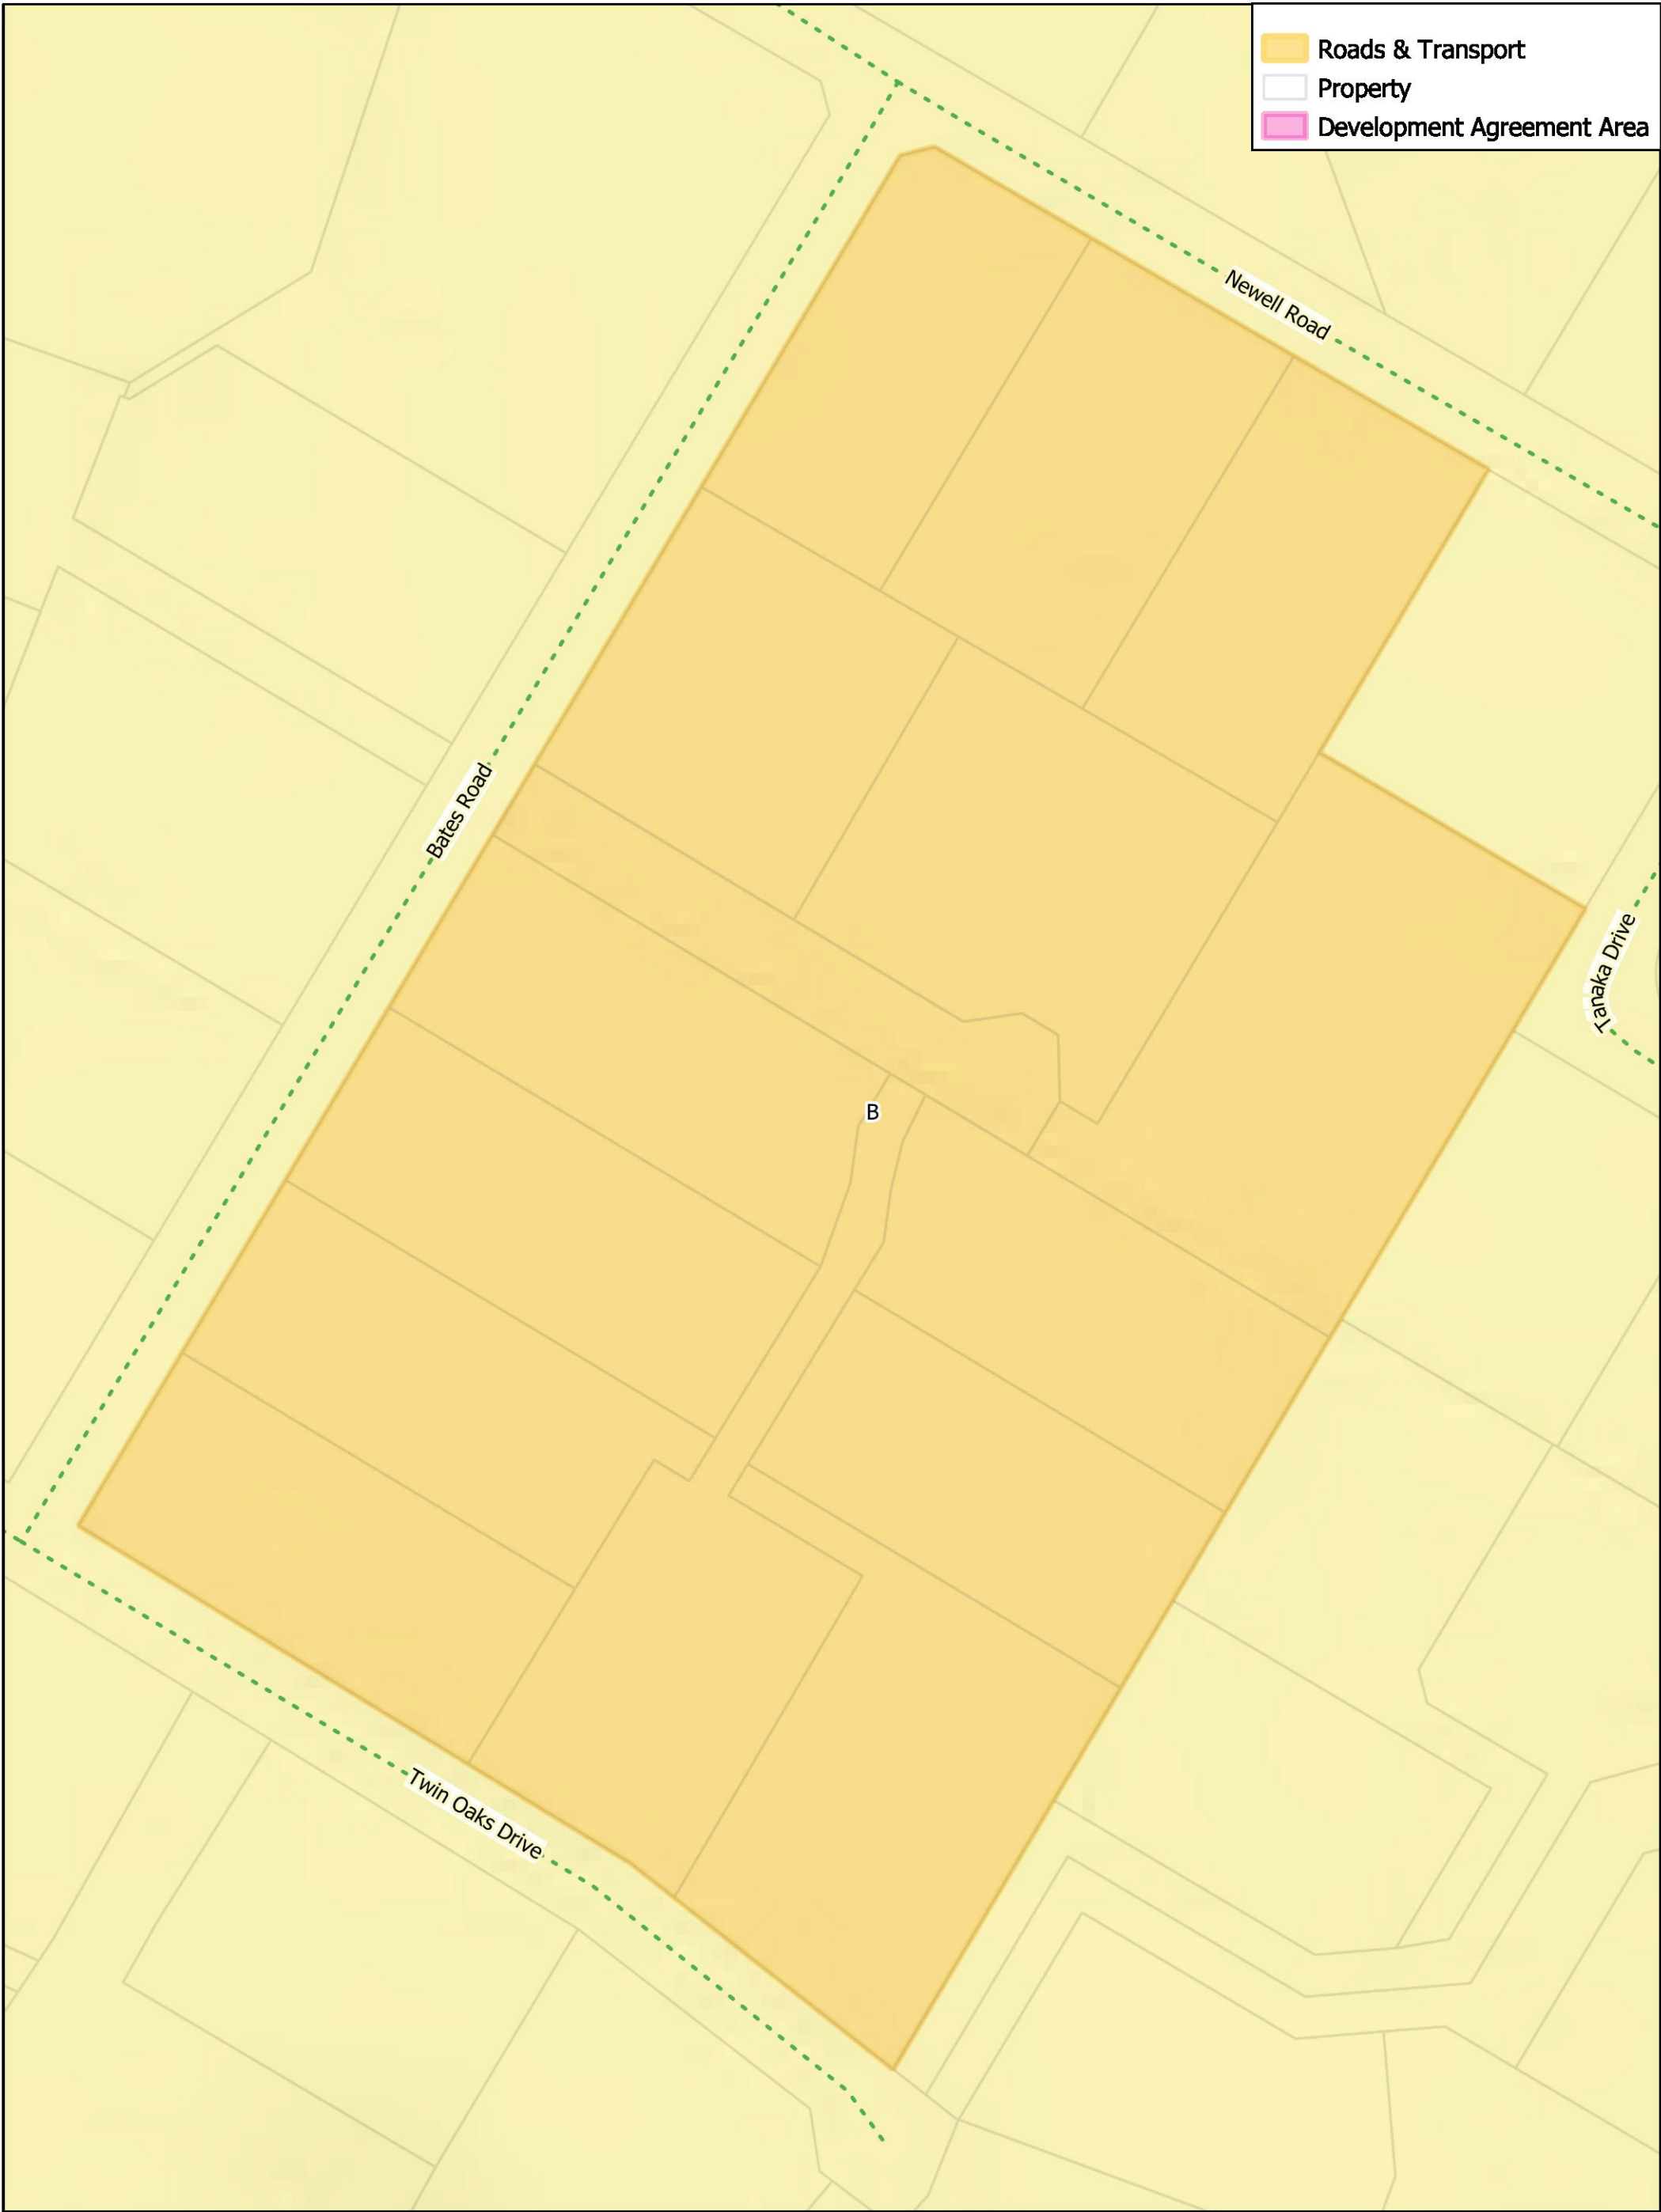 Roads & Transport
Property
Development Agreement Area
Newell Road
Bates Road
Tanaka Drive
B
Twin Oaks Drive